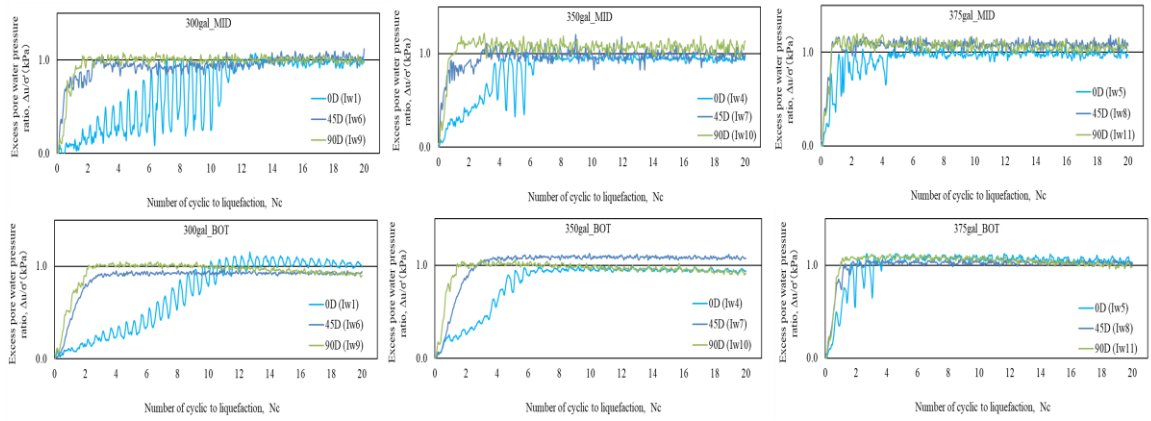 300gal_MID
Excess pore water pressure
ratio, Δu/σ' (kPa)
1.0
0.0
0D (Iw1)
45D (Iw6)
90D (Iw9)
0 2 4 6 8 10 12 14 16 18 20
Number of cyclic to liquefaction, Nc
350gal_MID
Excess pore water pressure
ratio, Δu/σ' (kPa)
1.0
0.0
0D (Iw4)
45D (Iw7)
90D (Iw10)
0 2 4 6 8 10 12 14 16 18 20
Number of cyclic to liquefaction, Nc
375gal_MID
Excess pore water pressure
ratio, Δu/σ' (kPa)
1.0
0.0
0D (Iw5)
45D (Iw8)
90D (Iw11)
0 2 4 6 8 10 12 14 16 18 20
Number of cyclic to liquefaction, Nc
300gal_BOT
Excess pore water pressure
ratio, Δu/σ' (kPa)
1.0
0.0
0D (Iw1)
45D (Iw6)
90D (Iw9)
0 2 4 6 8 10 12 14 16 18 20
Number of cyclic to liquefaction, Nc
350gal_BOT
Excess pore water pressure
ratio, Δu/σ' (kPa)
1.0
0.0
0D (Iw4)
45D (Iw7)
90D (Iw10)
0 2 4 6 8 10 12 14 16 18 20
Number of cyclic to liquefaction, Nc
375gal_BOT
Excess pore water pressure
ratio, Δu/σ' (kPa)
1.0
0.0
0D (Iw5)
45D (Iw8)
90D (Iw11)
0 2 4 6 8 10 12 14 16 18 20
Number of cyclic to liquefaction, Nc